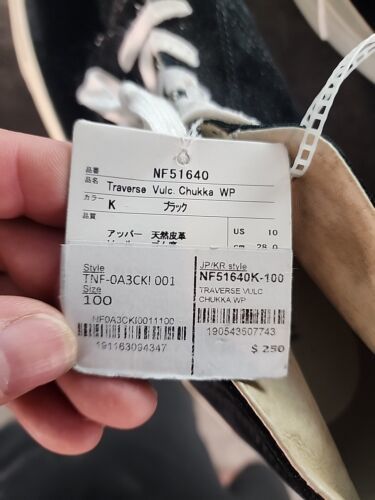 品番 NF51640
品名 Traverse Vulc. Chukka WP
カラー K ブラック
品質 US 10
アッパー 天然皮革 cm 28.0
Style
TNF-0A3CK! 001
Size
100
NF0A3CKI0011100
191163094347
JP/KR style
NF51640K-100
TRAVERSE VULC
CHUKKA WP
190543507743
$ 250